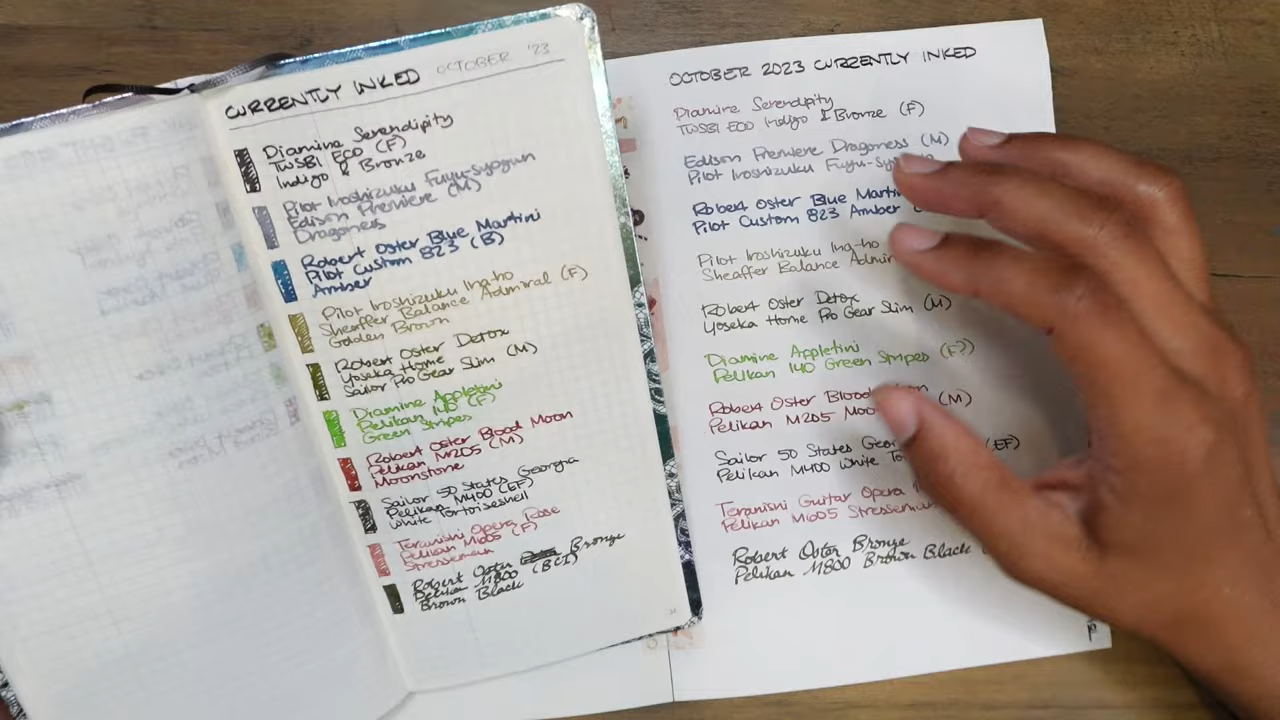 CURRENTLY INKED OCTOBER '23
Diamine Serendipity
TWSBI ECO (F)
Indigo & Bronze
Pilot Iroshizuku Fuyu-syogun
Edison Premiere (M)
Dragoness
Robert Oster Blue Martini
Pilot Custom 823 (B)
Amber
Pilot Iroshizuku Ina-ho
Sheaffer Balance Admiral (F)
Golden Brown
Robert Oster Detox
Yoseka Home
Sailor Pro Gear Slim (M)
Diamine Appletini
Pelikan 140 (F)
Green Stripes
Robert Oster Blood Moon
Pelikan M205 (M)
Moonstone
Sailor 50 States Georgia
Pelikan M400 (EF)
White Tortoiseshell
Teranishi Opera Rose
Pelikan M605 (F)
Stresemann
Robert Oster Bronze
Pelikan M800 (BCI)
Brown Black
OCTOBER 2023 CURRENTLY INKED
Diamine Serendipity
TWSBI ECO Indigo & Bronze (F)
Edison Premiere Dragoness (M)
Pilot Iroshizuku Fuyu-sy
Robert Oster Blue Martin
Pilot Custom 823 Amber
Pilot Iroshizuku Ina-ho
Sheaffer Balance Admir
Robert Oster Detox
Yoseka Home Pro Gear Slim (M)
Diamine Appletini
Pelikan 140 Green Stripes (F)
Robert Oster Blood
Pelikan M205 Moo (M)
Sailor 50 States Geor (EF)
Pelikan M400 White To
Teranishi Guitar Opera
Pelikan M605 Stresemann
Robert Oster Bronze
Pelikan M800 Brown Black